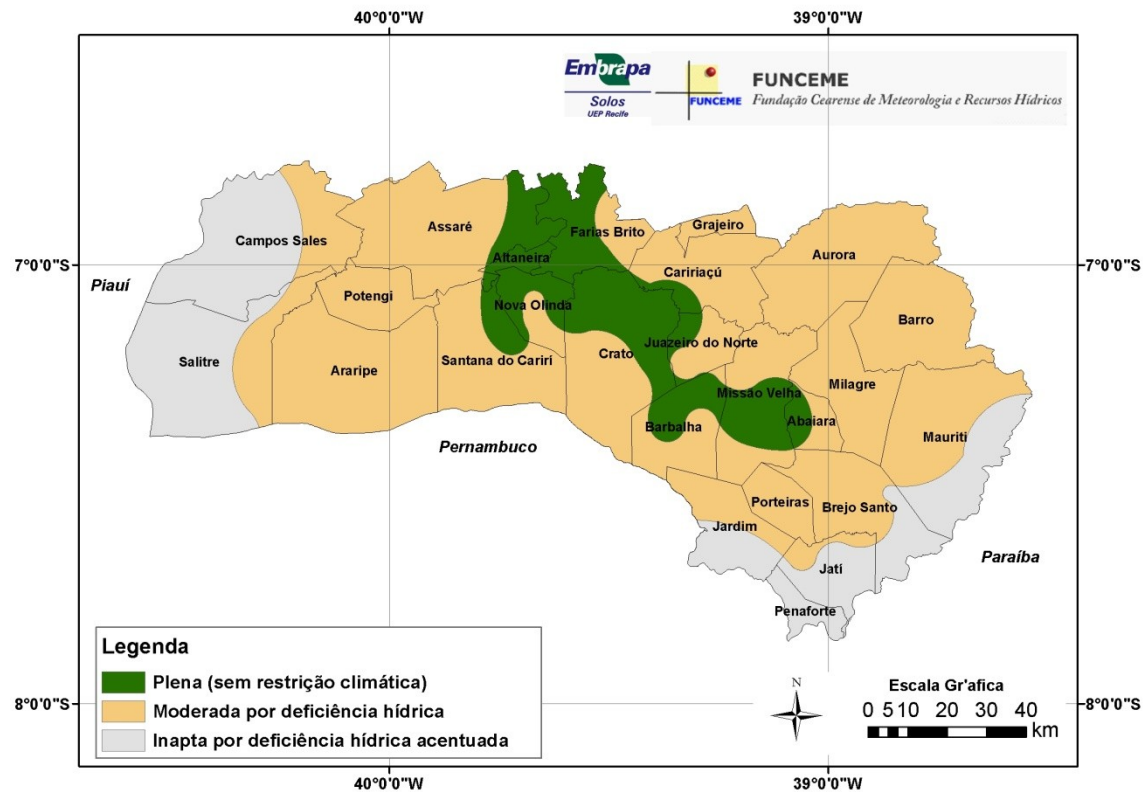 40°0'0"W
39°0'0"W
Embrapa
Solos
UEP Recife
FUNCEME
FUNCEME
Fundação Cearense de Meteorologia e Recursos Hídricos
Campos Sales
Assaré
Farias Brito
Grajeiro
Altaneira
Aurora
7°0'0"S
7°0'0"S
Caririaçú
Piauí
Potengi
Nova Olinda
Barro
Juazeiro do Norte
Salitre
Araripe
Santana do Carirí
Crato
Milagre
Missão Velha
Abaiara
Barbalha
Mauriti
Pernambuco
Porteiras
Brejo Santo
Jardim
Paraíba
Jatí
Penaforte
Legenda
Plena (sem restrição climática)
Moderada por deficiência hídrica
Inapta por deficiência hídrica acentuada
N
Escala Gr'afica
0 5 10 20 30 40
km
8°0'0"S
8°0'0"S
40°0'0"W
39°0'0"W